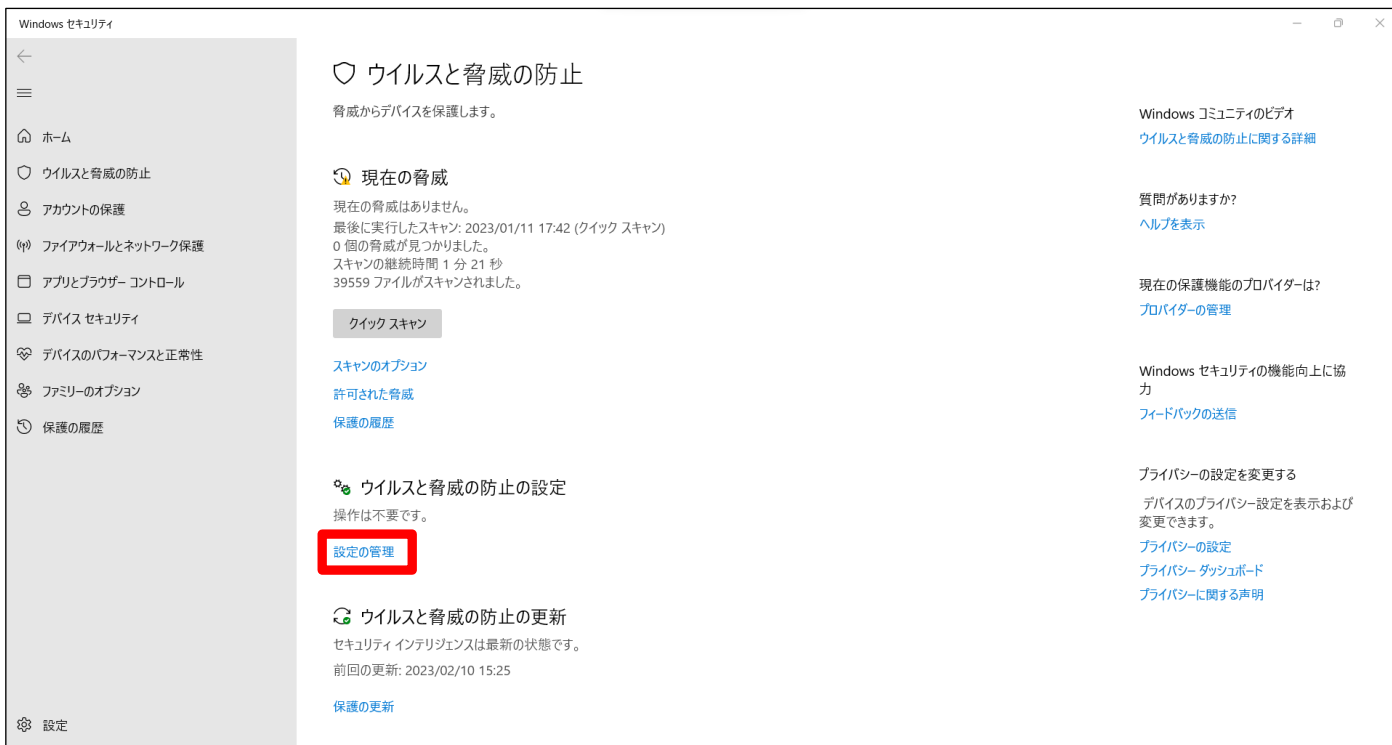 Windows セキュリティ
ホーム
ウイルスと脅威の防止
アカウントの保護
ファイアウォールとネットワーク保護
アプリとブラウザー コントロール
デバイス セキュリティ
デバイスのパフォーマンスと正常性
ファミリーのオプション
保護の履歴
設定
ウイルスと脅威の防止
脅威からデバイスを保護します。
現在の脅威
現在の脅威はありません。
最後に実行したスキャン: 2023/01/11 17:42 (クイック スキャン)
0 個の脅威が見つかりました。
スキャンの継続時間 1 分 21 秒
39559 ファイルがスキャンされました。
クイック スキャン
スキャンのオプション
許可された脅威
保護の履歴
ウイルスと脅威の防止の設定
操作は不要です。
設定の管理
ウイルスと脅威の防止の更新
セキュリティ インテリジェンスは最新の状態です。
前回の更新: 2023/02/10 15:25
保護の更新
Windows コミュニティのビデオ
ウイルスと脅威の防止に関する詳細
質問がありますか?
ヘルプを表示
現在の保護機能のプロバイダーは?
プロバイダーの管理
Windows セキュリティの機能向上に協
力
フィードバックの送信
プライバシーの設定を変更する
デバイスのプライバシー設定を表示および
変更できます。
プライバシーの設定
プライバシー ダッシュボード
プライバシーに関する声明